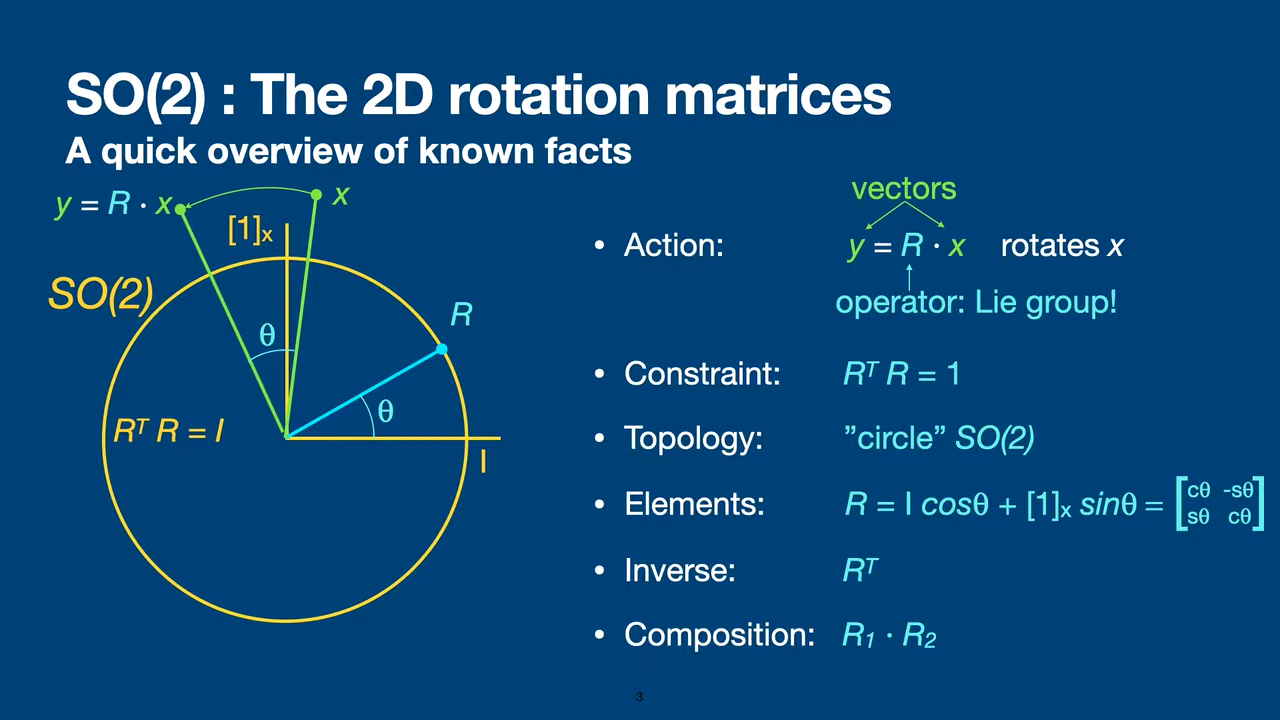 SO(2) : The 2D rotation matrices
A quick overview of known facts
y = R · x
x
[1]ₓ
SO(2)
R
θ
θ
Rᵀ R = I
I
vectors
• Action: y = R · x rotates x
operator: Lie group!
• Constraint: Rᵀ R = 1
• Topology: ”circle” SO(2)
• Elements: R = I cosθ + [1]ₓ sinθ = [cθ -sθ
sθ cθ]
• Inverse: Rᵀ
• Composition: R₁ · R₂
3